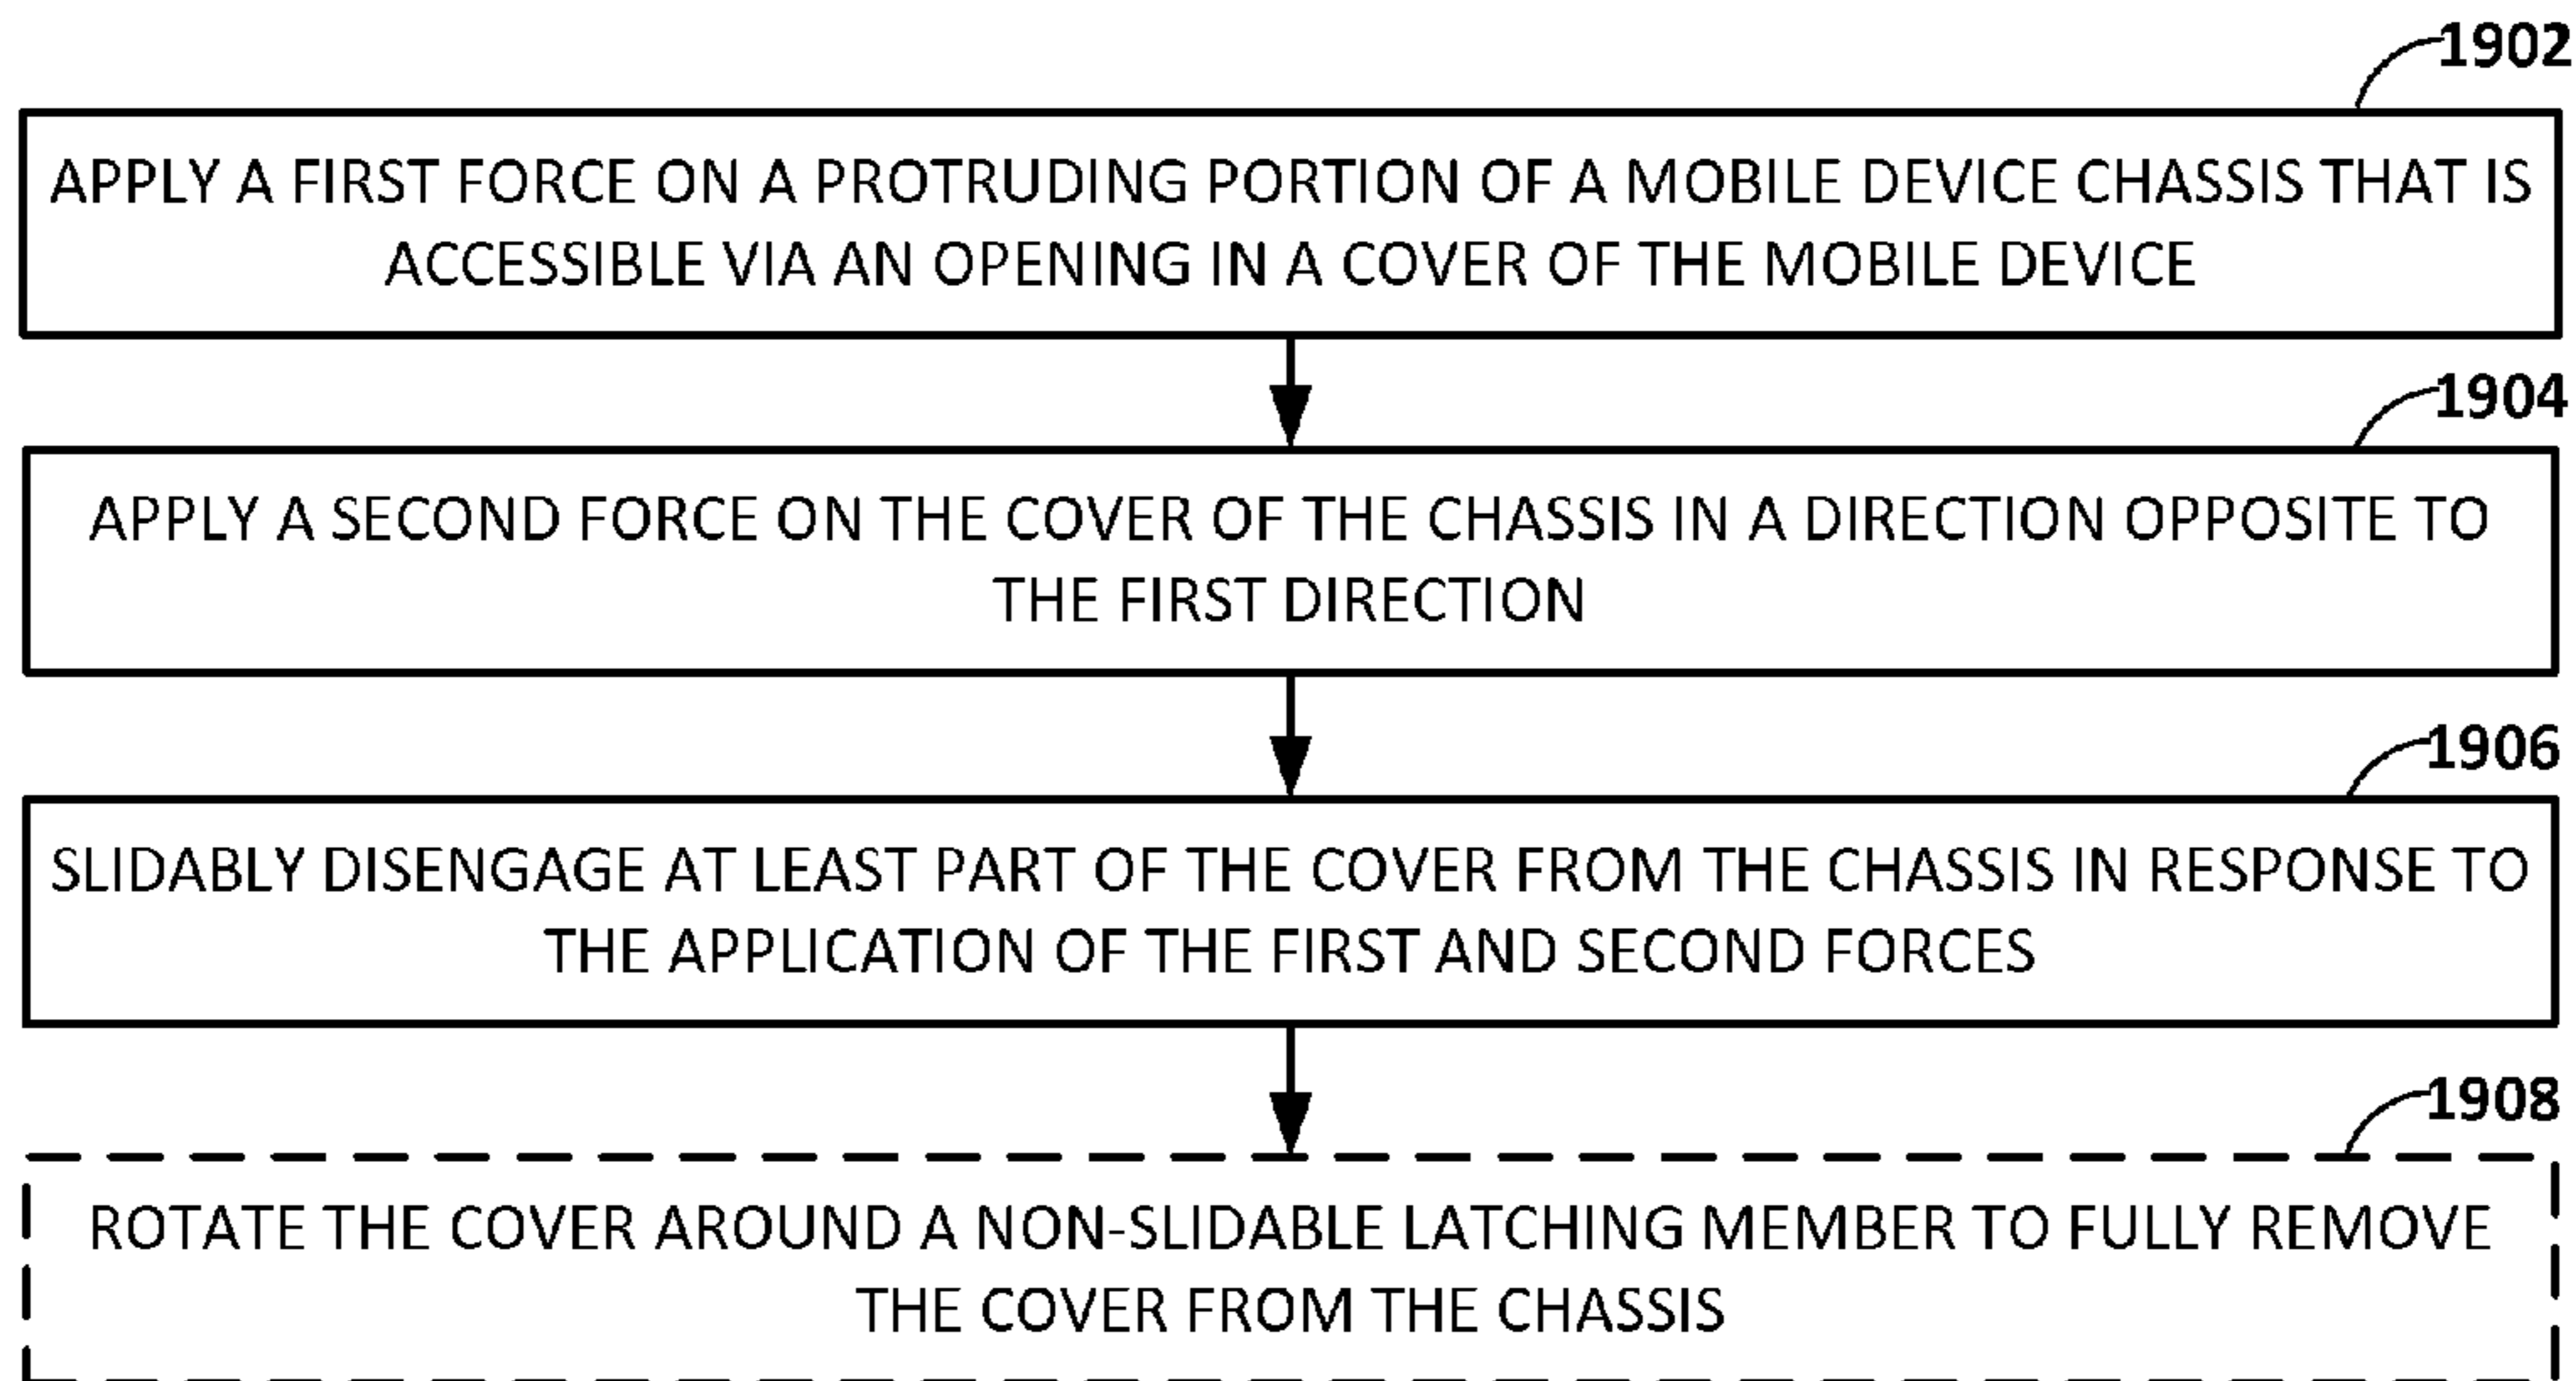 1902
APPLY A FIRST FORCE ON A PROTRUDING PORTION OF A MOBILE DEVICE CHASSIS THAT IS
ACCESSIBLE VIA AN OPENING IN A COVER OF THE MOBILE DEVICE
1904
APPLY A SECOND FORCE ON THE COVER OF THE CHASSIS IN A DIRECTION OPPOSITE TO
THE FIRST DIRECTION
1906
SLIDABLY DISENGAGE AT LEAST PART OF THE COVER FROM THE CHASSIS IN RESPONSE TO
THE APPLICATION OF THE FIRST AND SECOND FORCES
1908
ROTATE THE COVER AROUND A NON-SLIDABLE LATCHING MEMBER TO FULLY REMOVE
THE COVER FROM THE CHASSIS